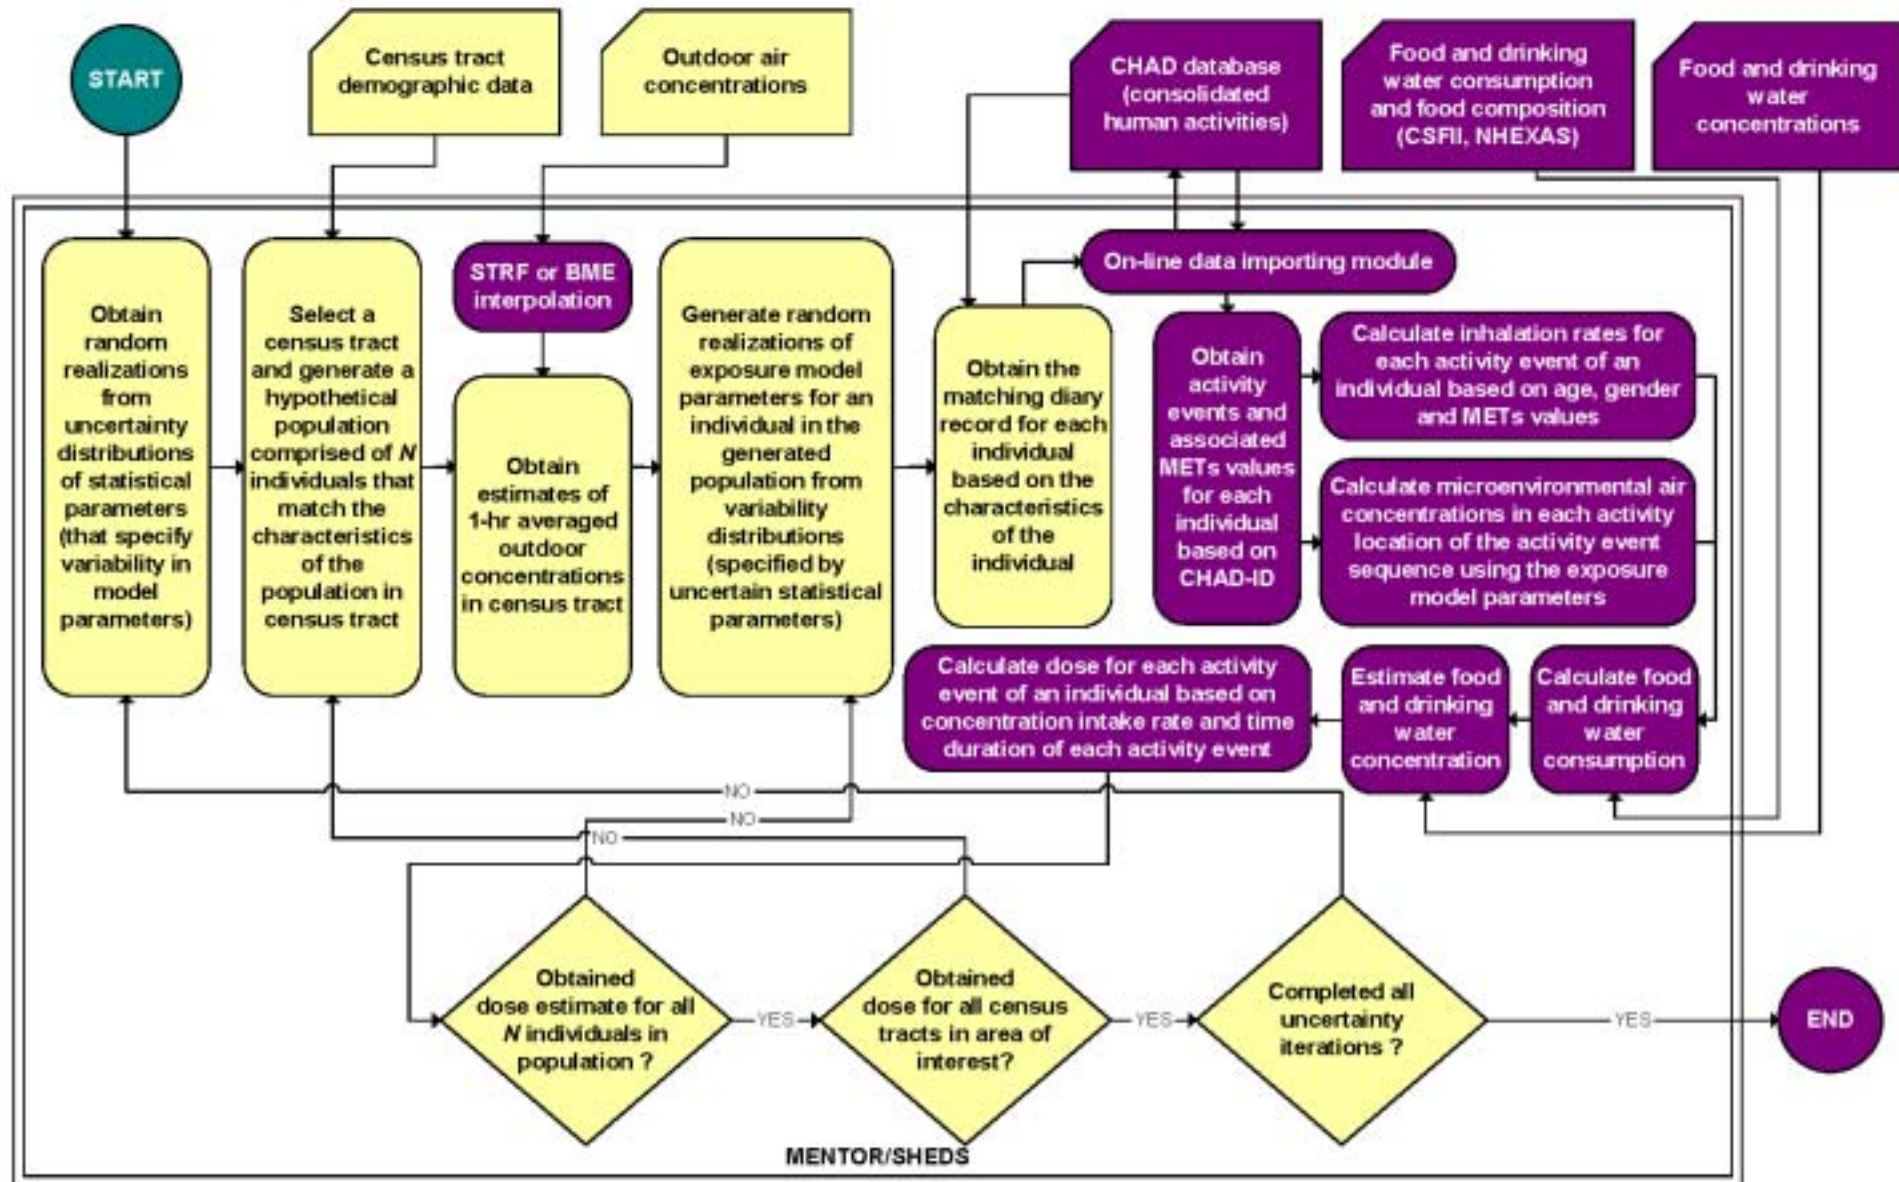 START
Census tract
demographic data
Outdoor air
concentrations
CHAD database
(consolidated
human activities)
Food and drinking
water consumption
and food composition
(CSFII, NHEXAS)
Food and drinking
water
concentrations
Obtain
random
realizations
from
uncertainty
distributions
of statistical
parameters
(that specify
variability in
model
parameters)
Select a
census tract
and generate a
hypothetical
population
comprised of N
individuals that
match the
characteristics
of the
population in
census tract
STRF or BME
interpolation
Obtain
estimates of
1-hr averaged
outdoor
concentrations
in census tract
Generate random
realizations of
exposure model
parameters for an
individual in the
generated
population from
variability
distributions
(specified by
uncertain statistical
parameters)
Obtain the
matching diary
record for each
individual
based on the
characteristics
of the
individual
On-line data importing module
Obtain
activity
events and
associated
METs values
for each
individual
based on
CHAD-ID
Calculate inhalation rates for
each activity event of an
individual based on age, gender
and METs values
Calculate microenvironmental air
concentrations in each activity
location of the activity event
sequence using the exposure
model parameters
Calculate dose for each activity
event of an individual based on
concentration intake rate and time
duration of each activity event
Estimate food
and drinking
water
concentration
Calculate food
and drinking
water
consumption
NO
NO
NO
Obtained
dose estimate for all
N individuals in
population ?
YES
Obtained
dose for all census
tracts in area of
interest?
YES
Completed all
uncertainty
iterations ?
YES
END
MENTOR/SHEDS